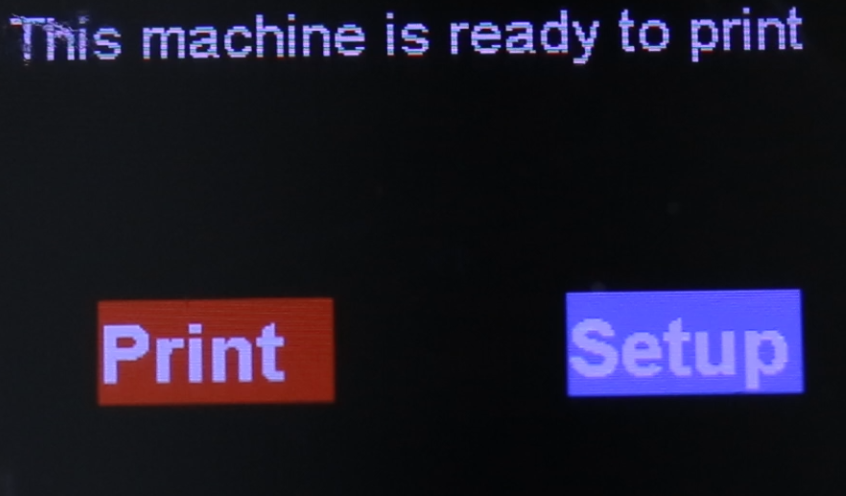 This machine is ready to print
Print
Setup